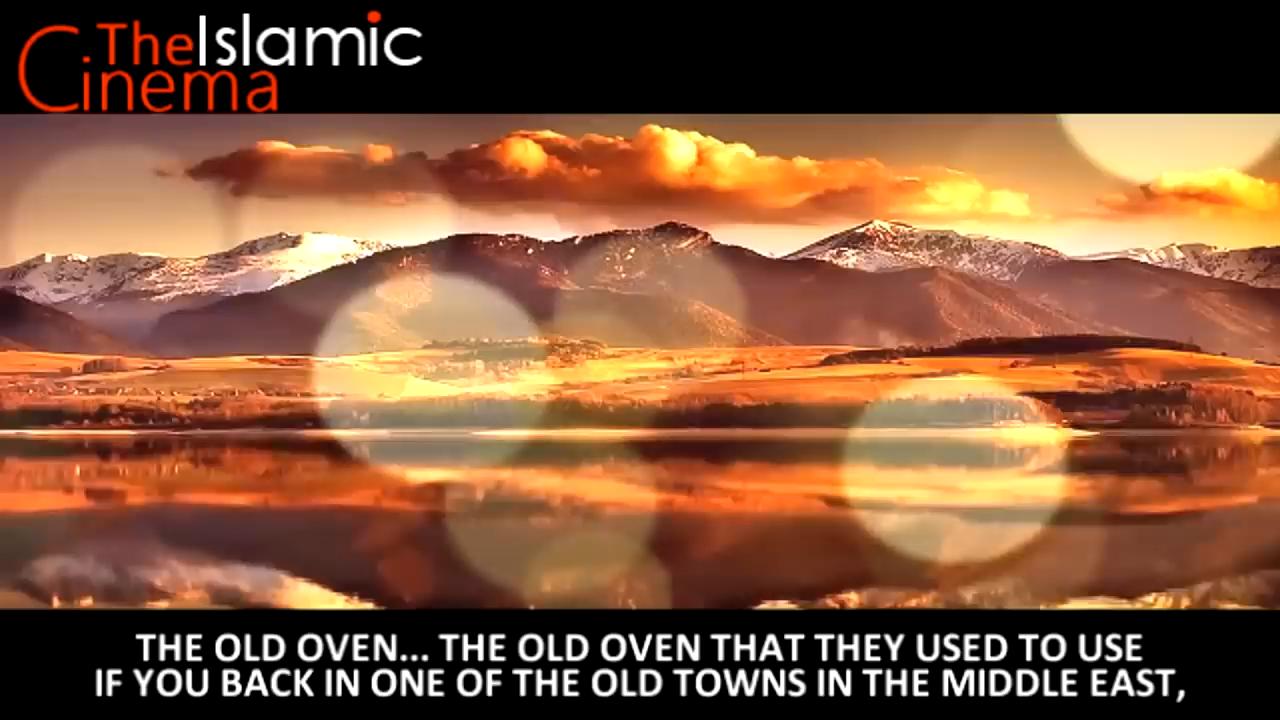 TheIslamic
Cinema
THE OLD OVEN... THE OLD OVEN THAT THEY USED TO USE
IF YOU BACK IN ONE OF THE OLD TOWNS IN THE MIDDLE EAST,